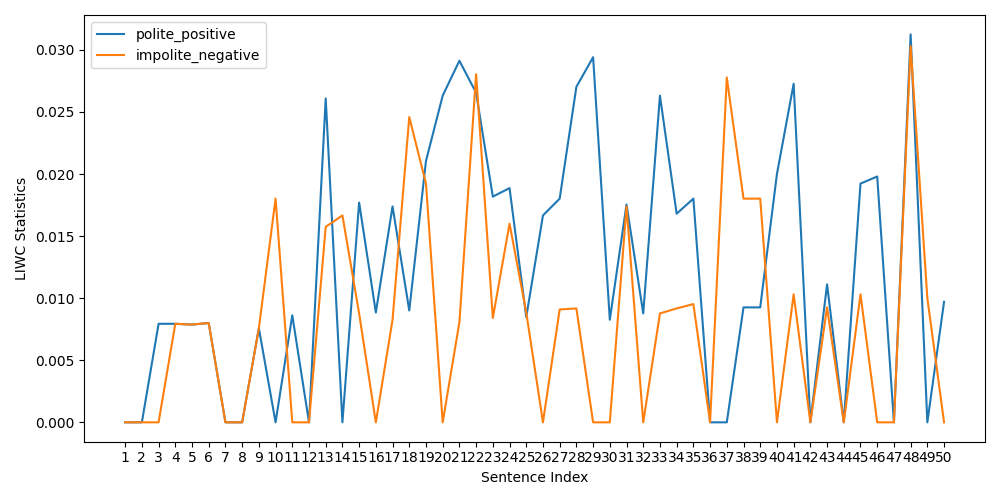 polite_positive
impolite_negative
0.030
0.025
0.020
0.015
0.010
0.005
0.000
LIWC Statistics
1 2 3 4 5 6 7 8 9 10 11 12 13 14 15 16 17 18 19 20 21 22 23 24 25 26 27 28 29 30 31 32 33 34 35 36 37 38 39 40 41 42 43 44 45 46 47 48 49 50
Sentence Index